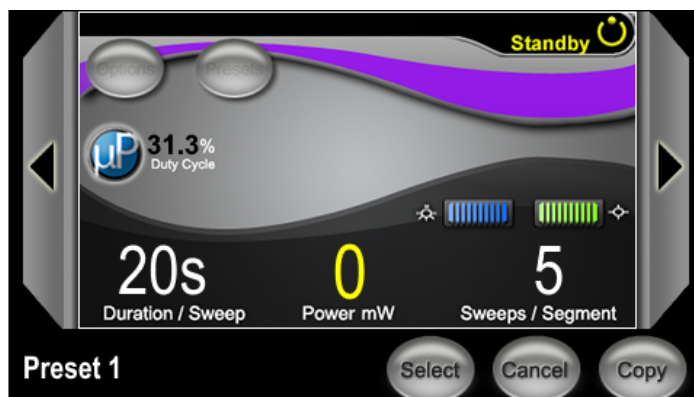 Standby
Options Presets
µP 31.3%
Duty Cycle
20s 0 5
Duration / Sweep Power mW Sweeps / Segment
Preset 1 Select Cancel Copy